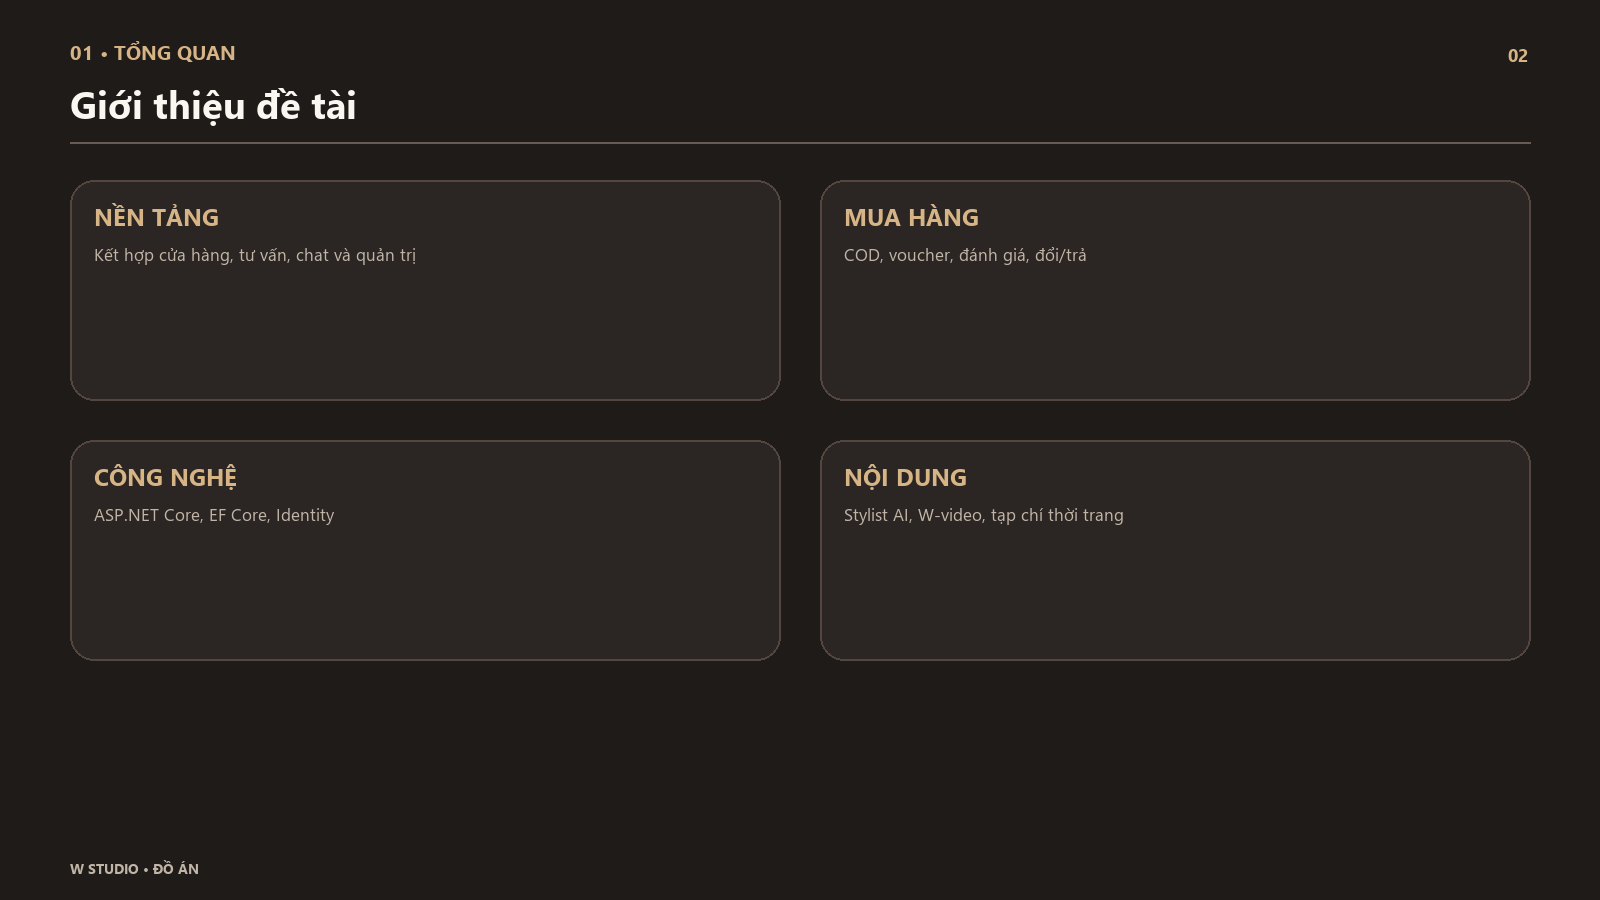 01 • TỔNG QUAN
02
Giới thiệu đề tài
NỀN TẢNG
Kết hợp cửa hàng, tư vấn, chat và quản trị
MUA HÀNG
COD, voucher, đánh giá, đổi/trả
CÔNG NGHỆ
ASP.NET Core, EF Core, Identity
NỘI DUNG
Stylist AI, W-video, tạp chí thời trang
W STUDIO • ĐỒ ÁN